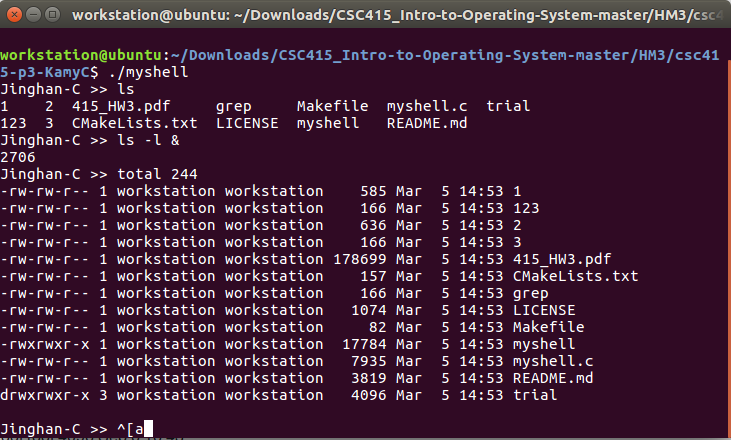 workstation@ubuntu: ~/Downloads/CSC415_Intro-to-Operating-System-master/HM3/csc4
workstation@ubuntu:~/Downloads/CSC415_Intro-to-Operating-System-master/HM3/csc41
5-p3-KamyC$ ./myshell
Jinghan-C >> ls
1    2  415_HW3.pdf     grep     Makefile  myshell.c  trial
123  3  CMakeLists.txt  LICENSE  myshell   README.md
Jinghan-C >> ls -l &
2706
Jinghan-C >> total 244
-rw-rw-r-- 1 workstation workstation    585 Mar  5 14:53 1
-rw-rw-r-- 1 workstation workstation    166 Mar  5 14:53 123
-rw-rw-r-- 1 workstation workstation    636 Mar  5 14:53 2
-rw-rw-r-- 1 workstation workstation    166 Mar  5 14:53 3
-rw-rw-r-- 1 workstation workstation 178699 Mar  5 14:53 415_HW3.pdf
-rw-rw-r-- 1 workstation workstation    157 Mar  5 14:53 CMakeLists.txt
-rw-rw-r-- 1 workstation workstation    166 Mar  5 14:53 grep
-rw-rw-r-- 1 workstation workstation   1074 Mar  5 14:53 LICENSE
-rw-rw-r-- 1 workstation workstation     82 Mar  5 14:53 Makefile
-rwxrwxr-x 1 workstation workstation  17784 Mar  5 14:53 myshell
-rw-rw-r-- 1 workstation workstation   7935 Mar  5 14:53 myshell.c
-rw-rw-r-- 1 workstation workstation   3819 Mar  5 14:53 README.md
drwxrwxr-x 3 workstation workstation   4096 Mar  5 14:53 trial
Jinghan-C >> ^[a